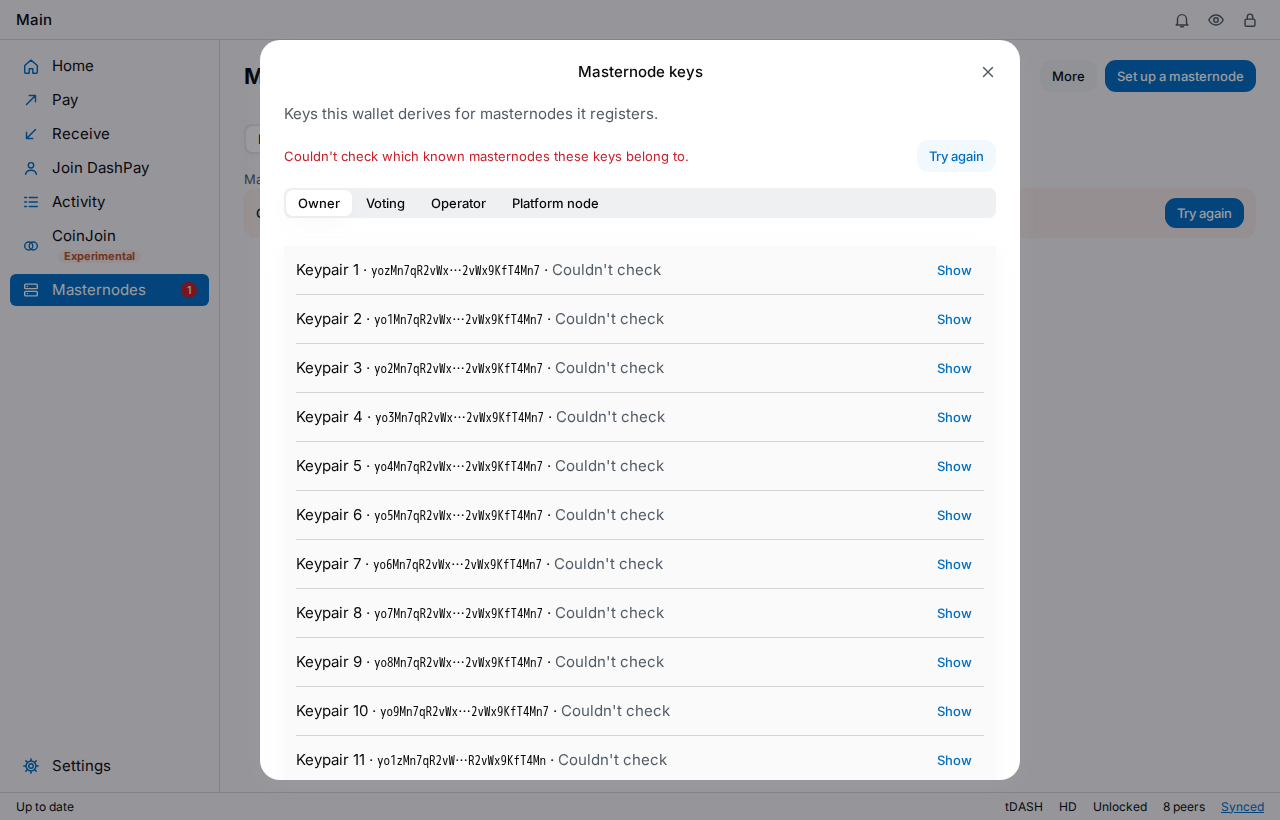 Main
Home
Pay
Receive
Join DashPay
Activity
CoinJoin
Experimental
Masternodes
1
Settings
More
Set up a masternode
Try again
Masternode keys
Keys this wallet derives for masternodes it registers.
Couldn't check which known masternodes these keys belong to.
Try again
Owner Voting Operator Platform node
Keypair 1 · yozMn7qR2vWx⋯2vWx9KfT4Mn7 · Couldn't check Show
Keypair 2 · yo1Mn7qR2vWx⋯2vWx9KfT4Mn7 · Couldn't check Show
Keypair 3 · yo2Mn7qR2vWx⋯2vWx9KfT4Mn7 · Couldn't check Show
Keypair 4 · yo3Mn7qR2vWx⋯2vWx9KfT4Mn7 · Couldn't check Show
Keypair 5 · yo4Mn7qR2vWx⋯2vWx9KfT4Mn7 · Couldn't check Show
Keypair 6 · yo5Mn7qR2vWx⋯2vWx9KfT4Mn7 · Couldn't check Show
Keypair 7 · yo6Mn7qR2vWx⋯2vWx9KfT4Mn7 · Couldn't check Show
Keypair 8 · yo7Mn7qR2vWx⋯2vWx9KfT4Mn7 · Couldn't check Show
Keypair 9 · yo8Mn7qR2vWx⋯2vWx9KfT4Mn7 · Couldn't check Show
Keypair 10 · yo9Mn7qR2vWx⋯2vWx9KfT4Mn7 · Couldn't check Show
Keypair 11 · yo1zMn7qR2vW⋯R2vWx9KfT4Mn · Couldn't check Show
Up to date
tDASH HD Unlocked 8 peers Synced